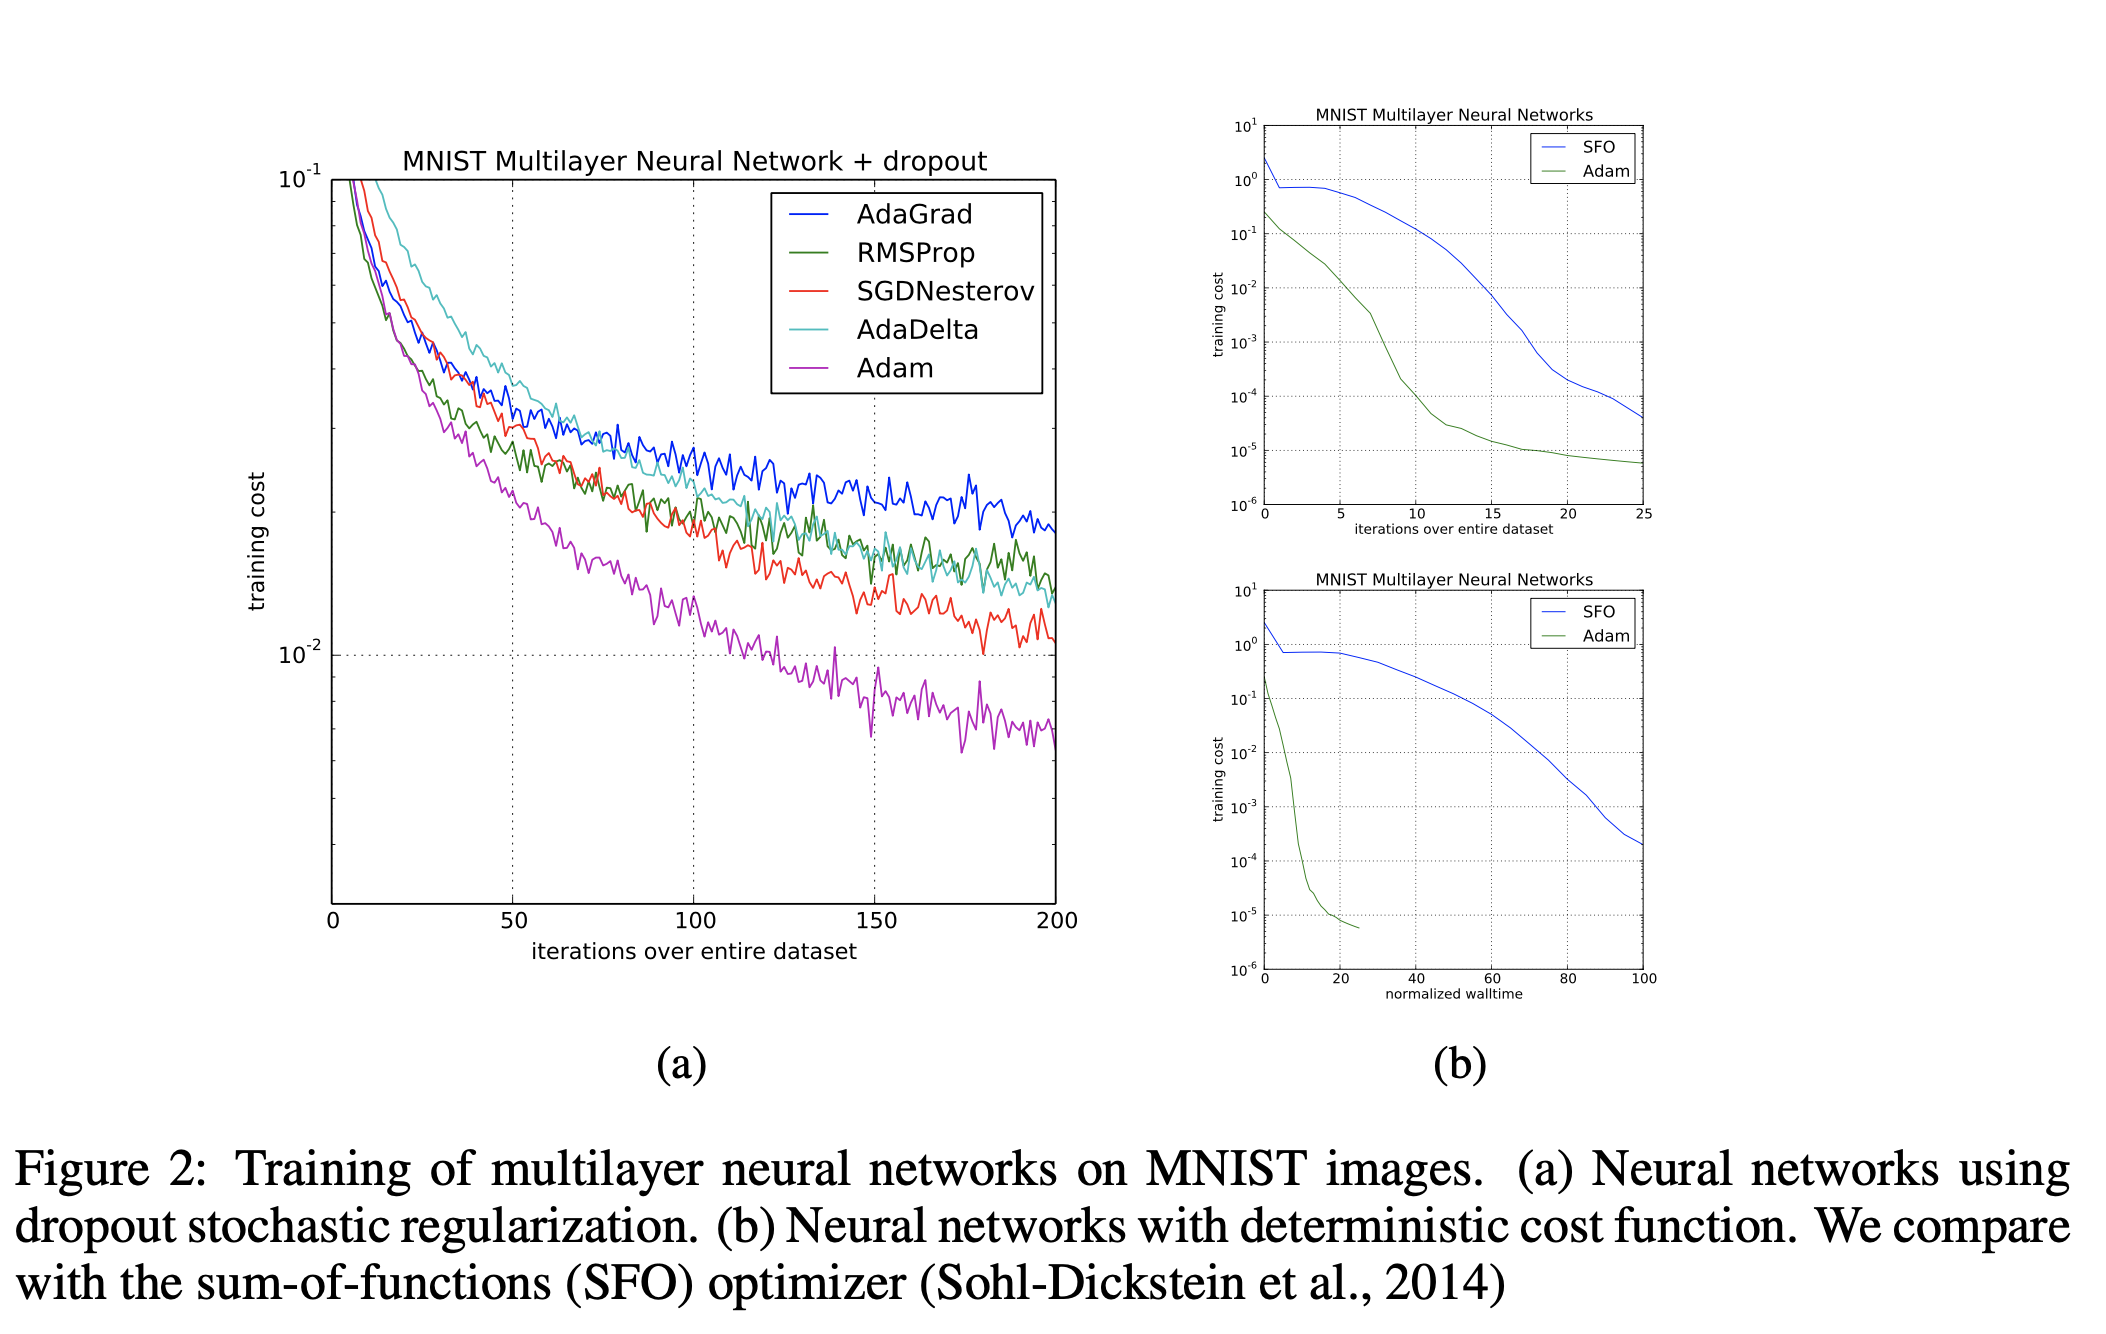 MNIST Multilayer Neural Network + dropout
10^-1
10^-2
training cost
AdaGrad
RMSProp
SGDNesterov
AdaDelta
Adam
0 50 100 150 200
iterations over entire dataset
(a)
MNIST Multilayer Neural Networks
10^1
10^0
10^-1
10^-2
10^-3
10^-4
10^-5
10^-6
training cost
SFO
Adam
0 5 10 15 20 25
iterations over entire dataset
MNIST Multilayer Neural Networks
10^1
10^0
10^-1
10^-2
10^-3
10^-4
10^-5
10^-6
training cost
SFO
Adam
0 20 40 60 80 100
normalized walltime
(b)
Figure 2: Training of multilayer neural networks on MNIST images. (a) Neural networks using
dropout stochastic regularization. (b) Neural networks with deterministic cost function. We compare
with the sum-of-functions (SFO) optimizer (Sohl-Dickstein et al., 2014)